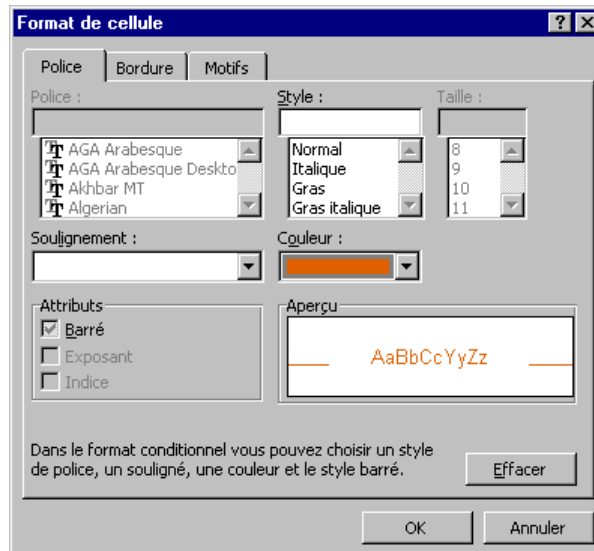 Format de cellule
Police Bordure Motifs
Police : Style : Taille :
AGA Arabesque Normal 8
AGA Arabesque Deskto Italique 9
Akhbar MT Gras 10
Algerian Gras italique 11
Soulignement : Couleur :
Attributs Aperçu
Barré
AaBbCcYyZz
Exposant
Indice
Dans le format conditionnel vous pouvez choisir un style
de police, un souligné, une couleur et le style barré.
Effacer
OK Annuler